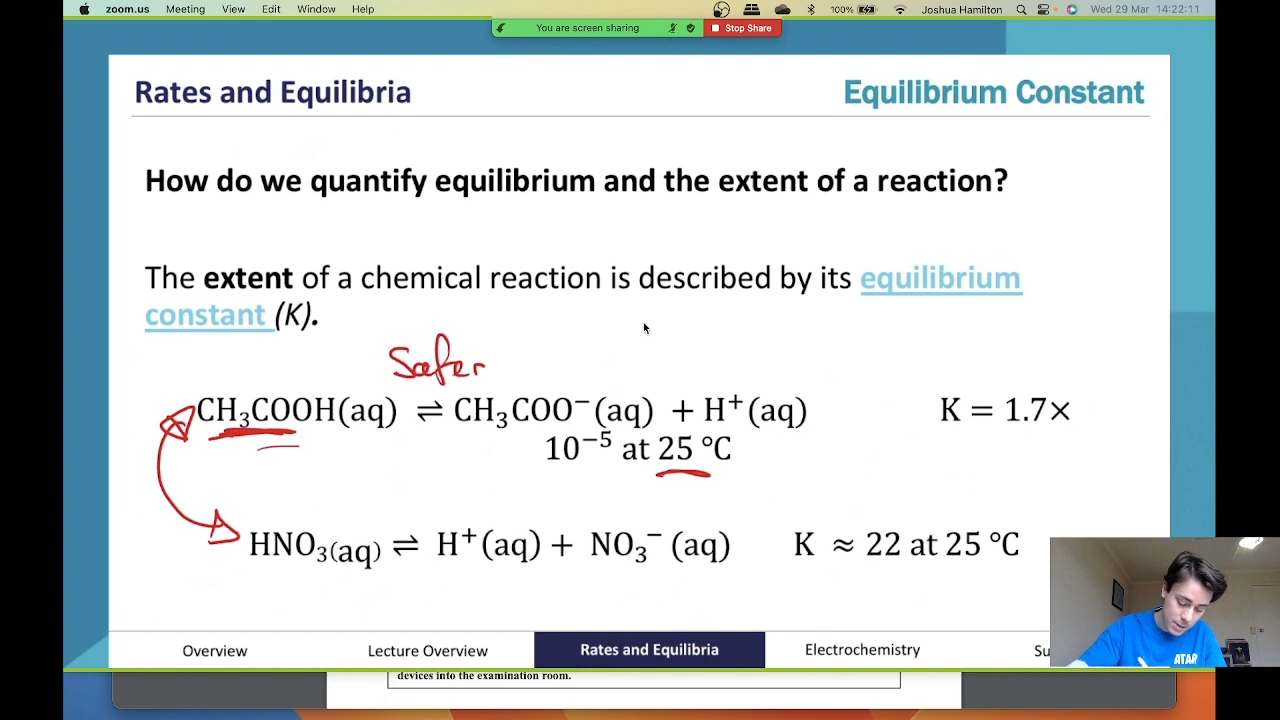 zoom.us Meeting View Edit Window Help 100% Joshua Hamilton Wed 29 Mar 14:22:11
You are screen sharing Stop Share
Rates and Equilibria Equilibrium Constant
How do we quantify equilibrium and the extent of a reaction?
The extent of a chemical reaction is described by its equilibrium
constant (K).
Safer
CH₃COOH(aq) ⇌ CH₃COO⁻(aq) + H⁺(aq) K = 1.7×
10⁻⁵ at 25 °C
HNO₃(aq) ⇌ H⁺(aq) + NO₃⁻ (aq) K ≈ 22 at 25 °C
Overview Lecture Overview Rates and Equilibria Electrochemistry
ATAR
devices into the examination room.